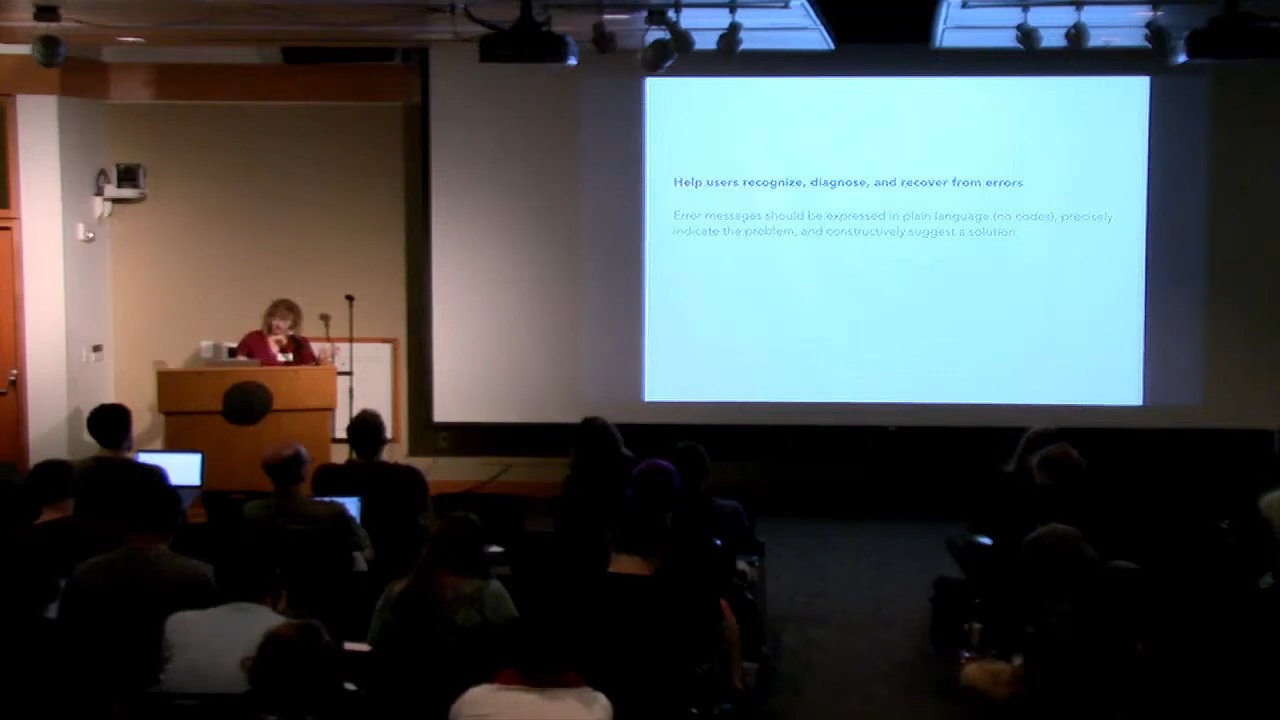 Help users recognize, diagnose, and recover from errors
Error messages should be expressed in plain language (no codes), precisely
indicate the problem, and constructively suggest a solution.